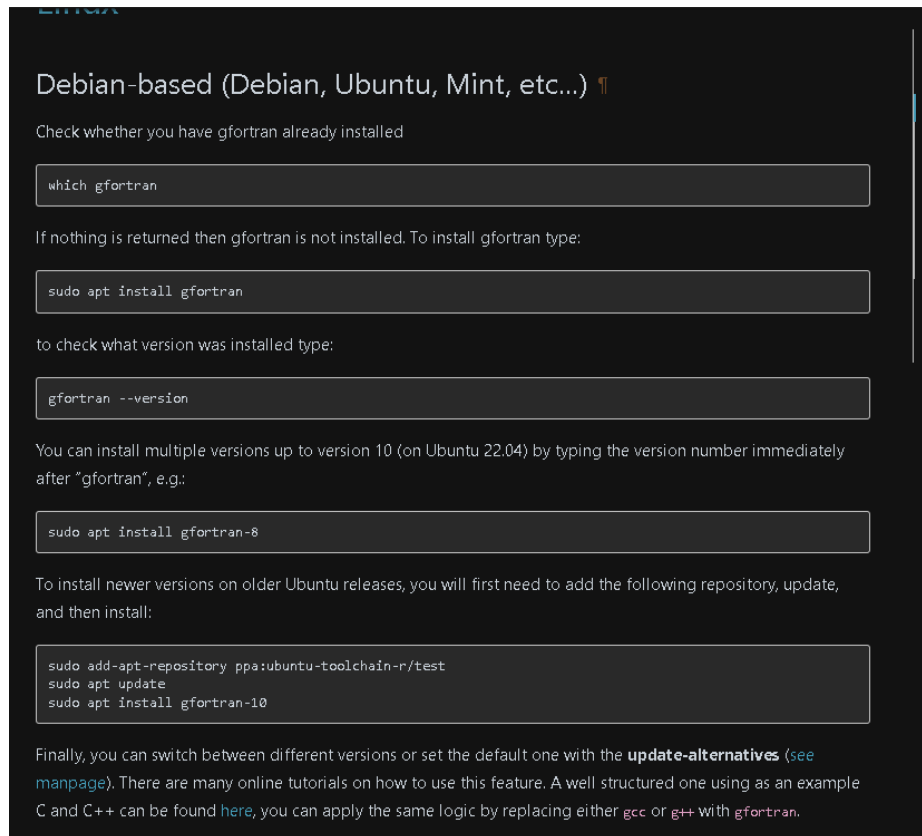 Debian-based (Debian, Ubuntu, Mint, etc...) ¶
Check whether you have gfortran already installed
which gfortran
If nothing is returned then gfortran is not installed. To install gfortran type:
sudo apt install gfortran
to check what version was installed type:
gfortran --version
You can install multiple versions up to version 10 (on Ubuntu 22.04) by typing the version number immediately
after “gfortran”, e.g.:
sudo apt install gfortran-8
To install newer versions on older Ubuntu releases, you will first need to add the following repository, update,
and then install:
sudo add-apt-repository ppa:ubuntu-toolchain-r/test
sudo apt update
sudo apt install gfortran-10
Finally, you can switch between different versions or set the default one with the update-alternatives (see
manpage). There are many online tutorials on how to use this feature. A well structured one using as an example
C and C++ can be found here, you can apply the same logic by replacing either gcc or g++ with gfortran.